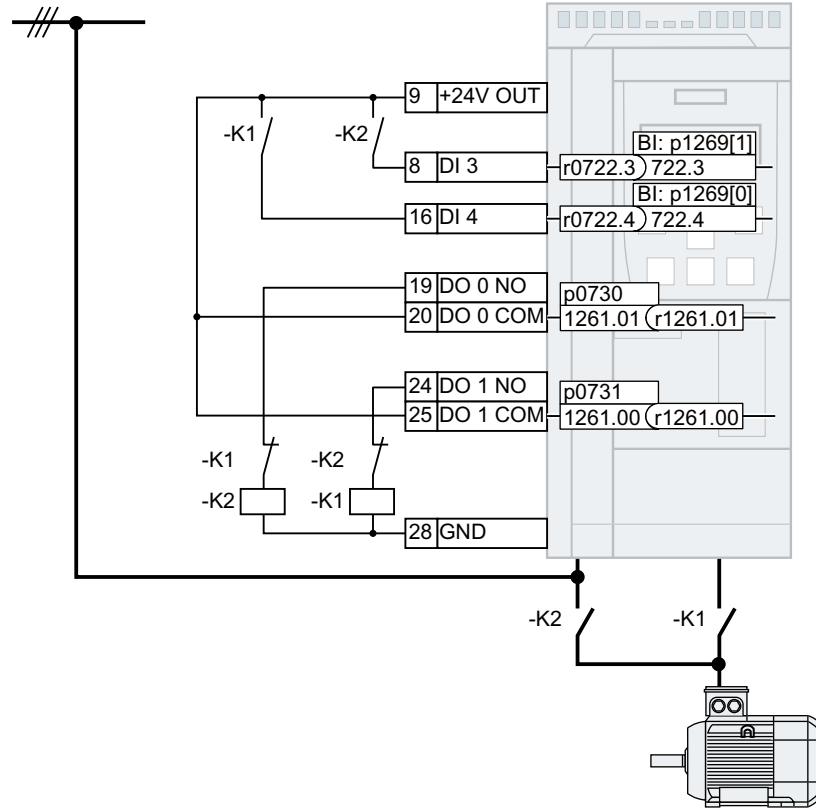 9 +24V OUT
-K1
-K2
BI: p1269[1]
8 DI 3 r0722.3 722.3
BI: p1269[0]
16 DI 4 r0722.4 722.4
19 DO 0 NO
p0730
20 DO 0 COM 1261.01 r1261.01
24 DO 1 NO
p0731
25 DO 1 COM 1261.00 r1261.00
-K1
-K2
-K2
-K1
28 GND
-K2
-K1